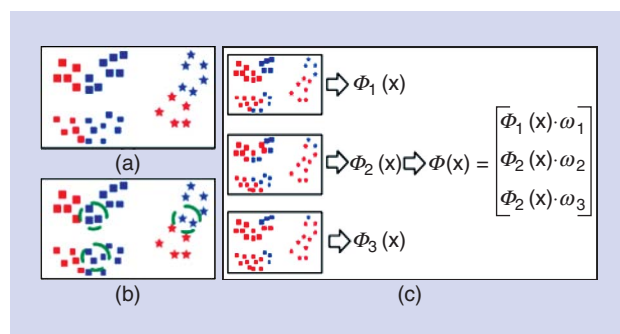 (a)
(b)
Φ1 (x)
Φ2 (x) Φ(x) =
Φ3 (x)
Φ1 (x)·ω1
Φ2 (x)·ω2
Φ2 (x)·ω3
(c)